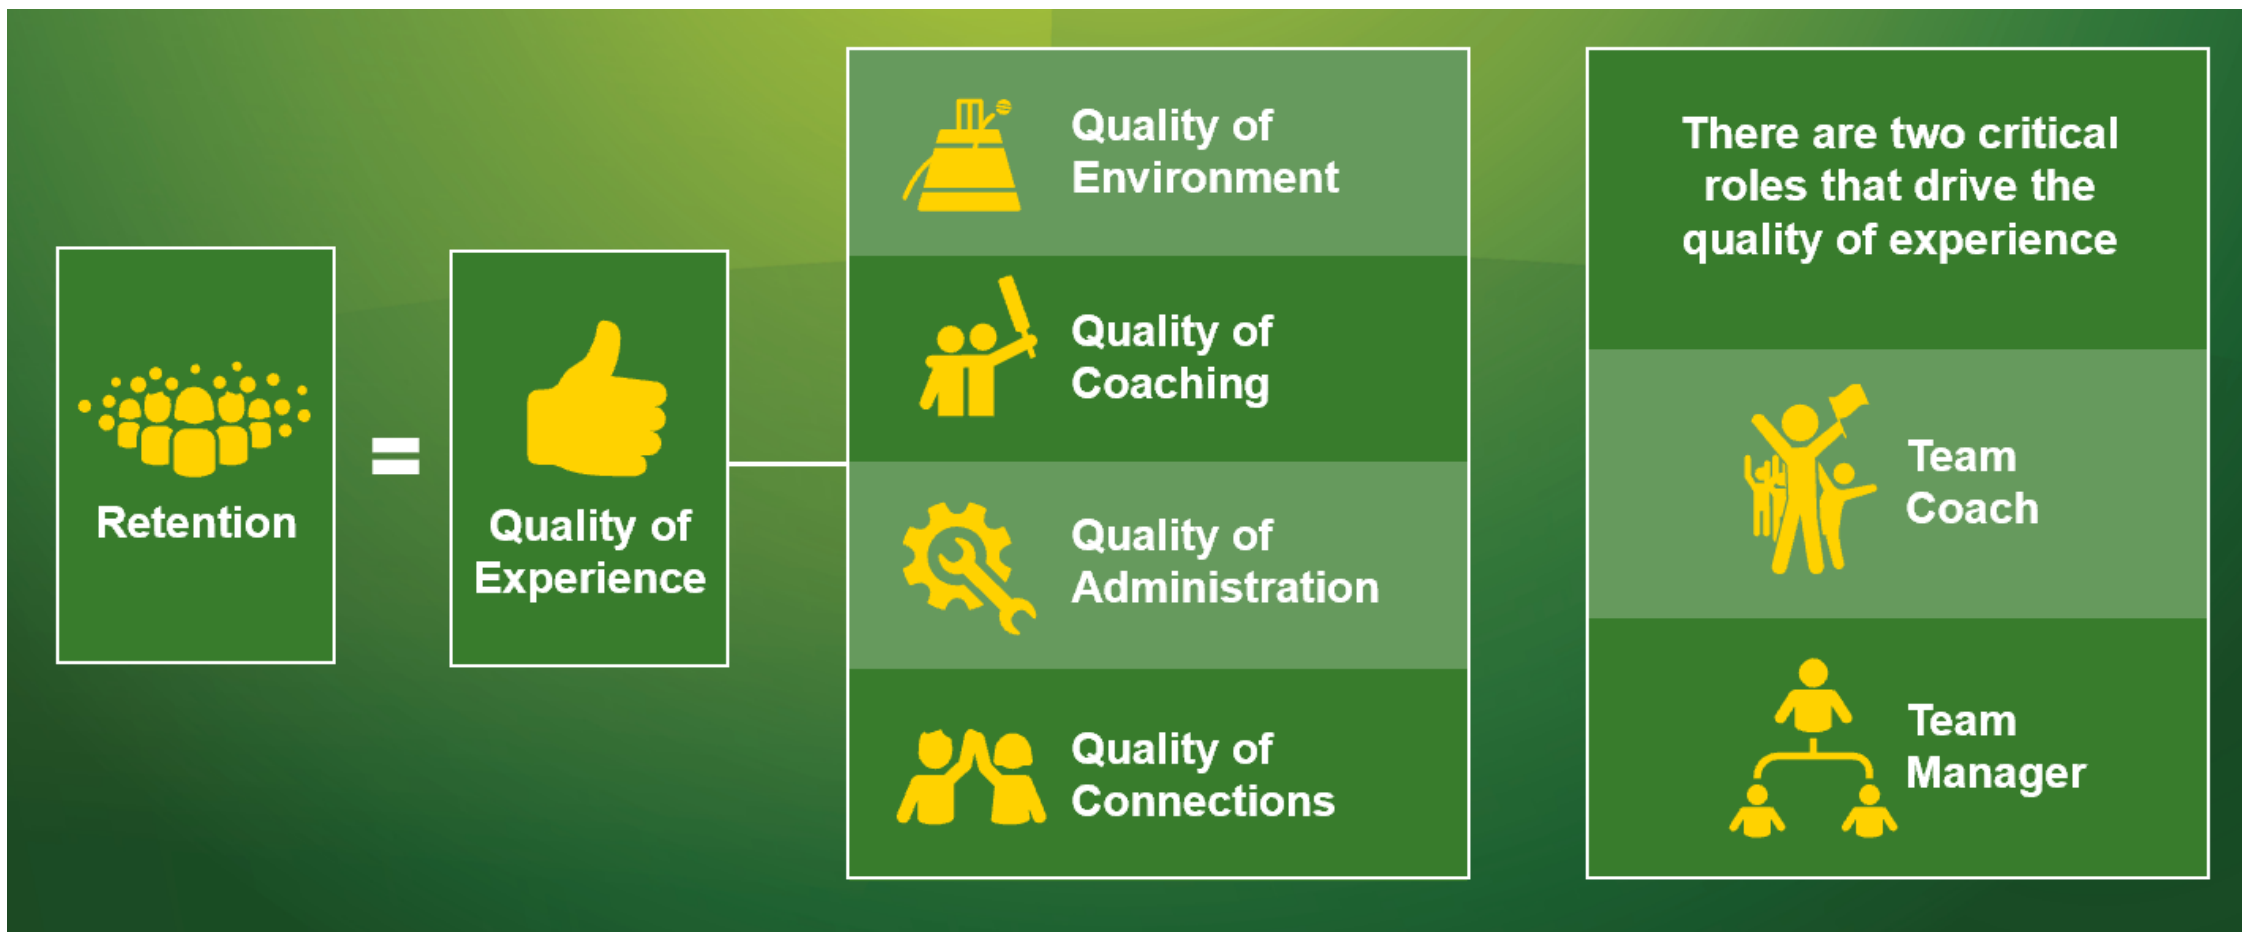 Retention
=
Quality of
Experience
Quality of
Environment
Quality of
Coaching
Quality of
Administration
Quality of
Connections
There are two critical
roles that drive the
quality of experience
Team
Coach
Team
Manager